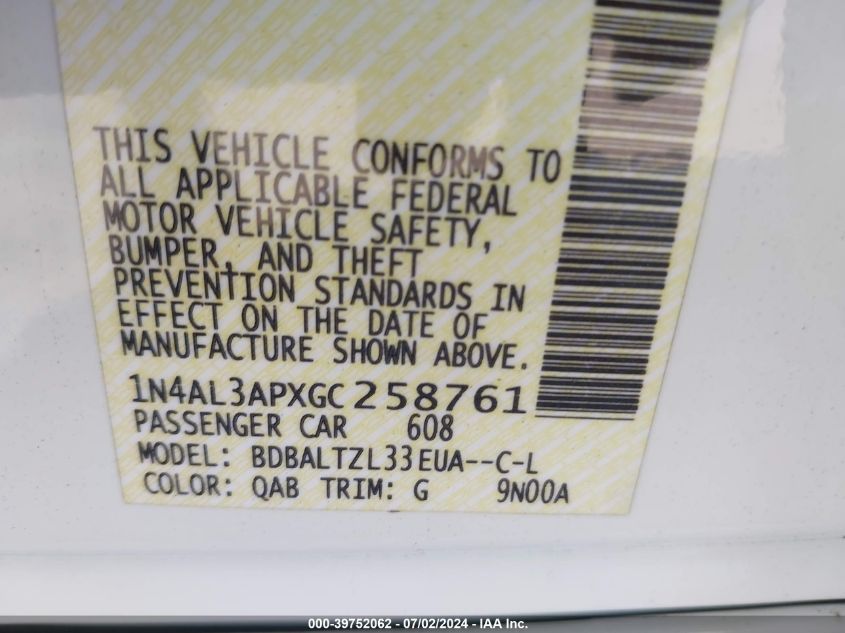 THIS VEHICLE CONFORMS TO
ALL APPLICABLE FEDERAL
MOTOR VEHICLE SAFETY,
BUMPER, AND THEFT
PREVENTION STANDARDS IN
EFFECT ON THE DATE OF
MANUFACTURE SHOWN ABOVE.
1N4AL3APXGC258761
PASSENGER CAR 608
MODEL: BDBALTZL33EUA--C-L
COLOR: QAB TRIM: G 9N00A
000-39752062 - 07/02/2024 - IAA Inc.